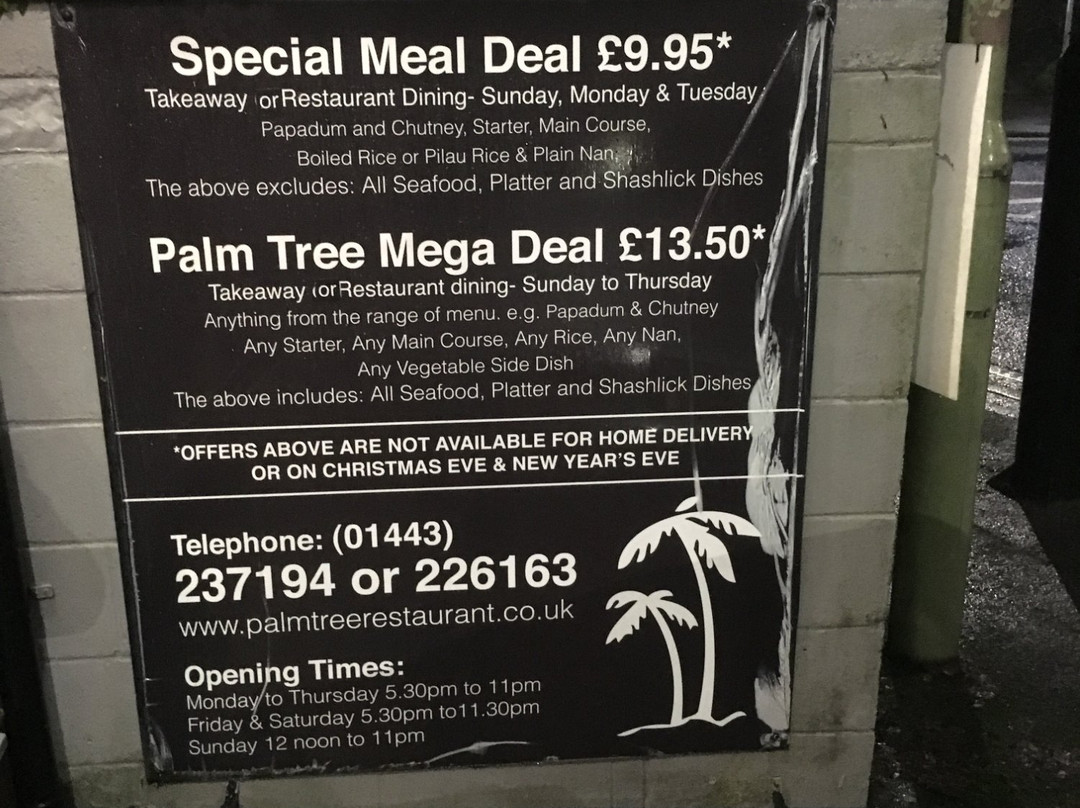 Special Meal Deal £9.95*
Takeaway or Restaurant Dining- Sunday, Monday & Tuesday
Papadum and Chutney, Starter, Main Course,
Boiled Rice or Pilau Rice & Plain Nan,
The above excludes: All Seafood, Platter and Shashlick Dishes
Palm Tree Mega Deal £13.50*
Takeaway or Restaurant dining- Sunday to Thursday
Anything from the range of menu. e.g. Papadum & Chutney
Any Starter, Any Main Course, Any Rice, Any Nan,
Any Vegetable Side Dish
The above includes: All Seafood, Platter and Shashlick Dishes
*OFFERS ABOVE ARE NOT AVAILABLE FOR HOME DELIVERY
OR ON CHRISTMAS EVE & NEW YEAR'S EVE
Telephone: (01443)
237194 or 226163
www.palmtreerestaurant.co.uk
Opening Times:
Monday to Thursday 5.30pm to 11pm
Friday & Saturday 5.30pm to11.30pm
Sunday 12 noon to 11pm